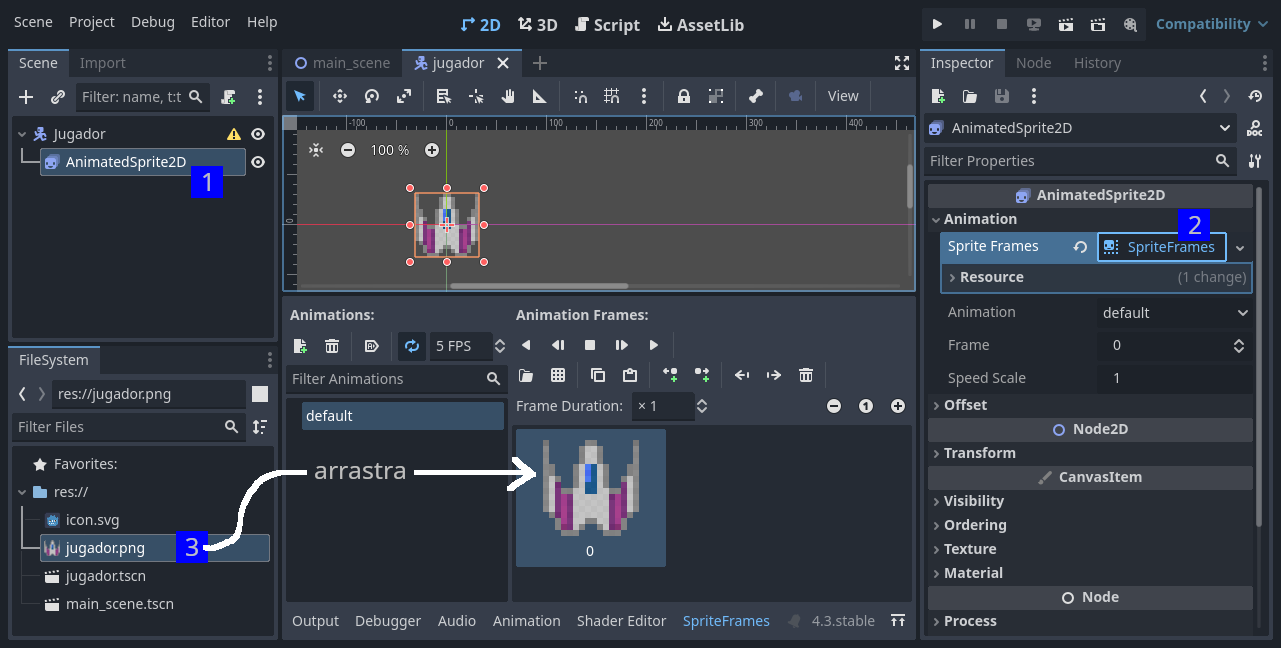 Scene Project Debug Editor Help
2D 3D Script AssetLib
Compatibility
Scene Import
Filter: name, t:t
Jugador
AnimatedSprite2D
1
FileSystem
res://jugador.png
Filter Files
Favorites:
res://
icon.svg
jugador.png
3
jugador.tscn
main_scene.tscn
main_scene jugador
View
-100 0 100 200 300 400
0
100 %
Animations:
5 FPS
Filter Animations
default
Animation Frames:
Frame Duration: × 1
1
arrastra
0
Output Debugger Audio Animation Shader Editor SpriteFrames 4.3.stable
Inspector Node History
AnimatedSprite2D
DOC
Filter Properties
AnimatedSprite2D
Animation
2
Sprite Frames SpriteFrames
Resource (1 change)
Animation default
Frame 0
Speed Scale 1
Offset
Node2D
Transform
CanvasItem
Visibility
Ordering
Texture
Material
Node
Process